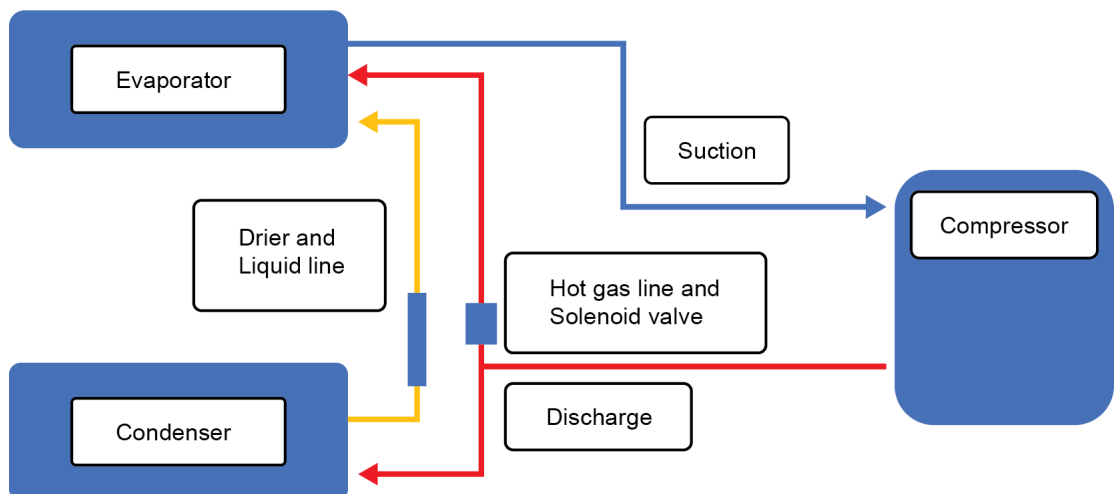 Evaporator
Suction
Compressor
Drier and
Liquid line
Hot gas line and
Solenoid valve
Discharge
Condenser